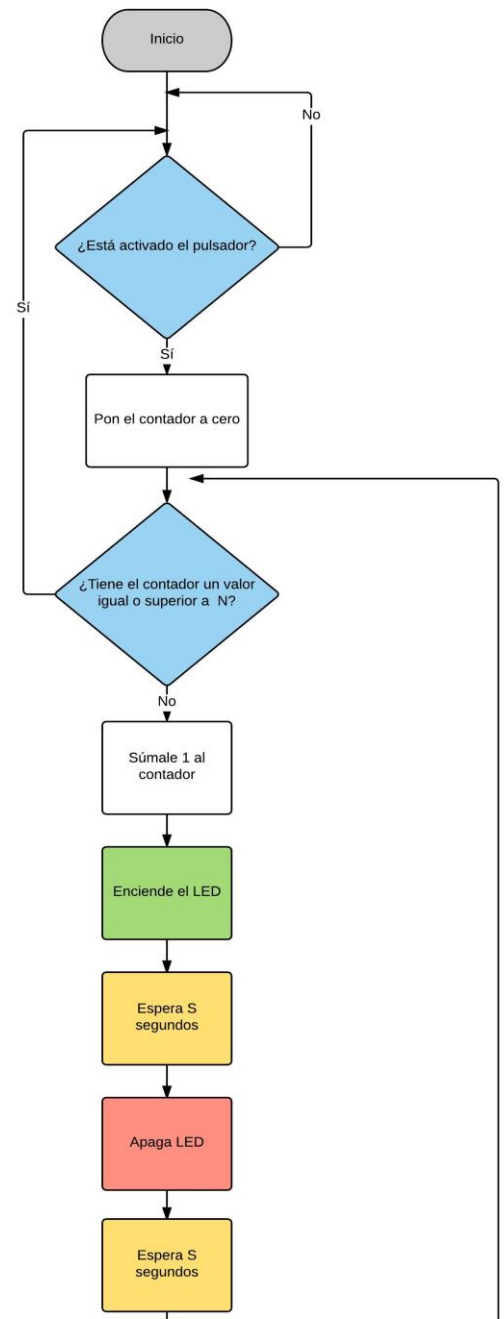 Inicio
No
¿Está activado el pulsador?
Sí
Sí
Pon el contador a cero
¿Tiene el contador un valor
igual o superior a N?
No
Súmale 1 al
contador
Enciende el LED
Espera S
segundos
Apaga LED
Espera S
segundos